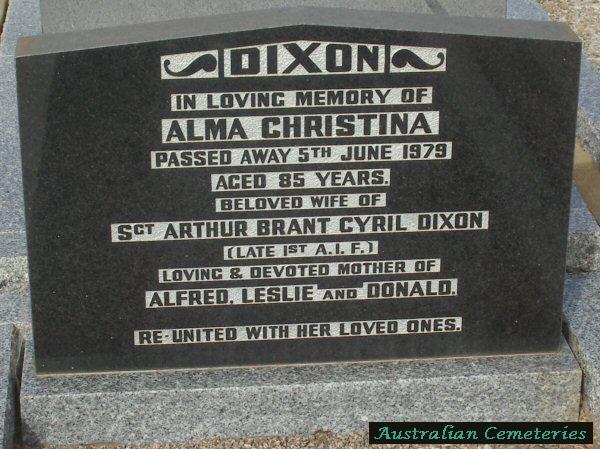 DIXON
IN LOVING MEMORY OF
ALMA CHRISTINA
PASSED AWAY 5TH JUNE 1979
AGED 85 YEARS.
BELOVED WIFE OF
SGT ARTHUR BRANT CYRIL DIXON
(LATE 1ST A.I.F.)
LOVING & DEVOTED MOTHER OF
ALFRED, LESLIE AND DONALD.
RE-UNITED WITH HER LOVED ONES.
Australian Cemeteries